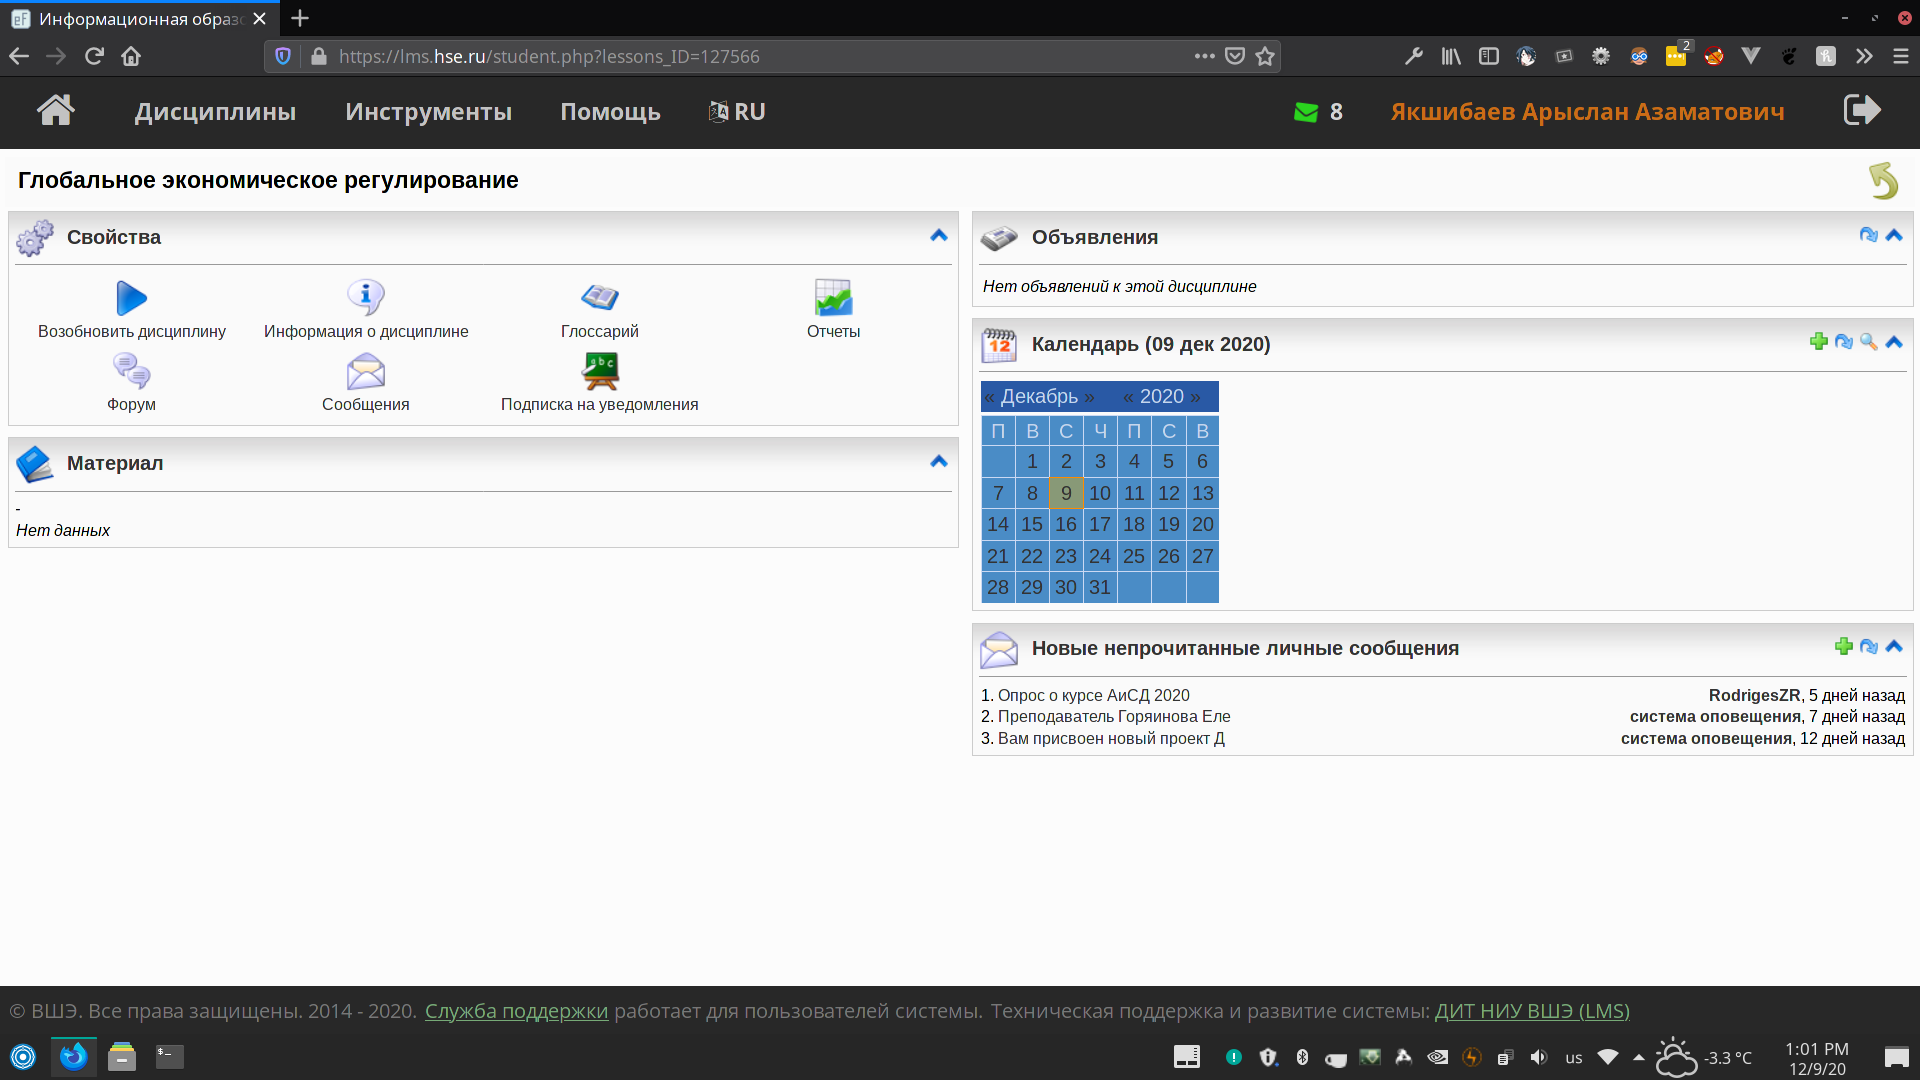 Информационная образо
https://lms.hse.ru/student.php?lessons_ID=127566
2
Дисциплины Инструменты Помощь RU 8 Якшибаев Арыслан Азаматович
Глобальное экономическое регулирование
Свойства
Возобновить дисциплину Информация о дисциплине Глоссарий Отчеты
Форум Сообщения Подписка на уведомления
Материал
-
Нет данных
Объявления
Нет объявлений к этой дисциплине
12
Календарь (09 дек 2020)
« Декабрь » « 2020 »
П В С Ч П С В
1 2 3 4 5 6
7 8 9 10 11 12 13
14 15 16 17 18 19 20
21 22 23 24 25 26 27
28 29 30 31
Новые непрочитанные личные сообщения
1. Опрос о курсе АиСД 2020 RodrigesZR, 5 дней назад
2. Преподаватель Горяинова Еле система оповещения, 7 дней назад
3. Вам присвоен новый проект Д система оповещения, 12 дней назад
© ВШЭ. Все права защищены. 2014 - 2020. Служба поддержки работает для пользователей системы. Техническая поддержка и развитие системы: ДИТ НИУ ВШЭ (LMS)
us -3.3 °C 1:01 PM
12/9/20